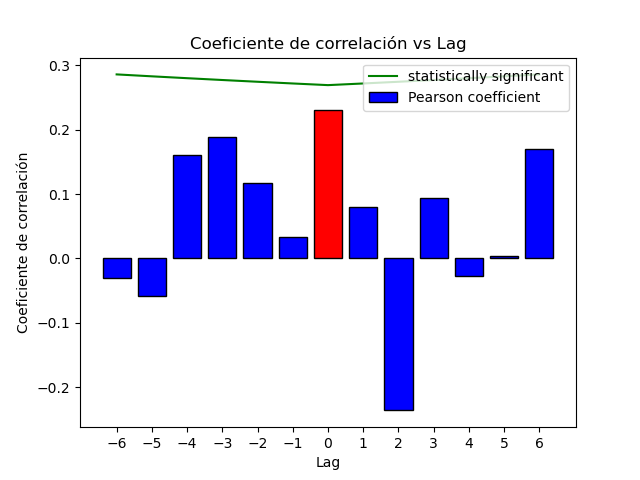 Coeficiente de correlación vs Lag
statistically significant
Pearson coefficient
Coeficiente de correlación
0.3
0.2
0.1
0.0
−0.1
−0.2
−6 −5 −4 −3 −2 −1 0 1 2 3 4 5 6
Lag